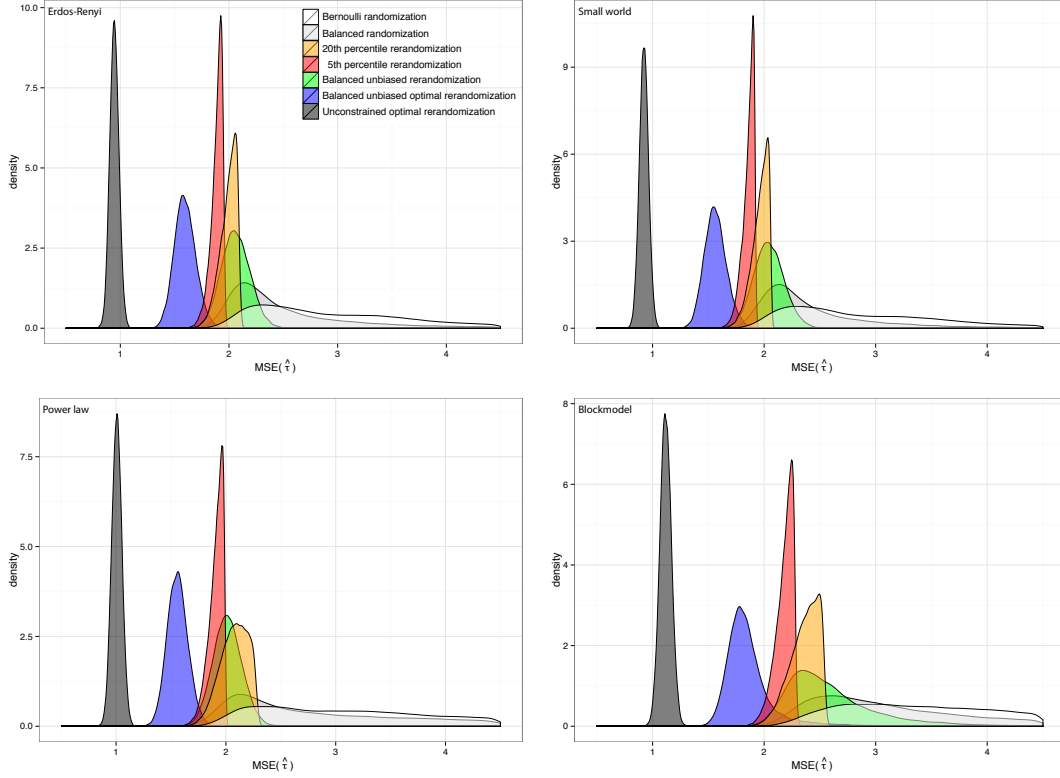 Erdos-Renyi
10.0
7.5
5.0
2.5
0.0
density
1 2 3 4
MSE( τ̂ )
Bernoulli randomization
Balanced randomization
20th percentile rerandomization
5th percentile rerandomization
Balanced unbiased rerandomization
Balanced unbiased optimal rerandomization
Unconstrained optimal rerandomization
Small world
9
6
3
0
density
1 2 3 4
MSE( τ̂ )
Power law
7.5
5.0
2.5
0.0
density
1 2 3 4
MSE( τ̂ )
Blockmodel
8
6
4
2
0
density
1 2 3 4
MSE( τ̂ )